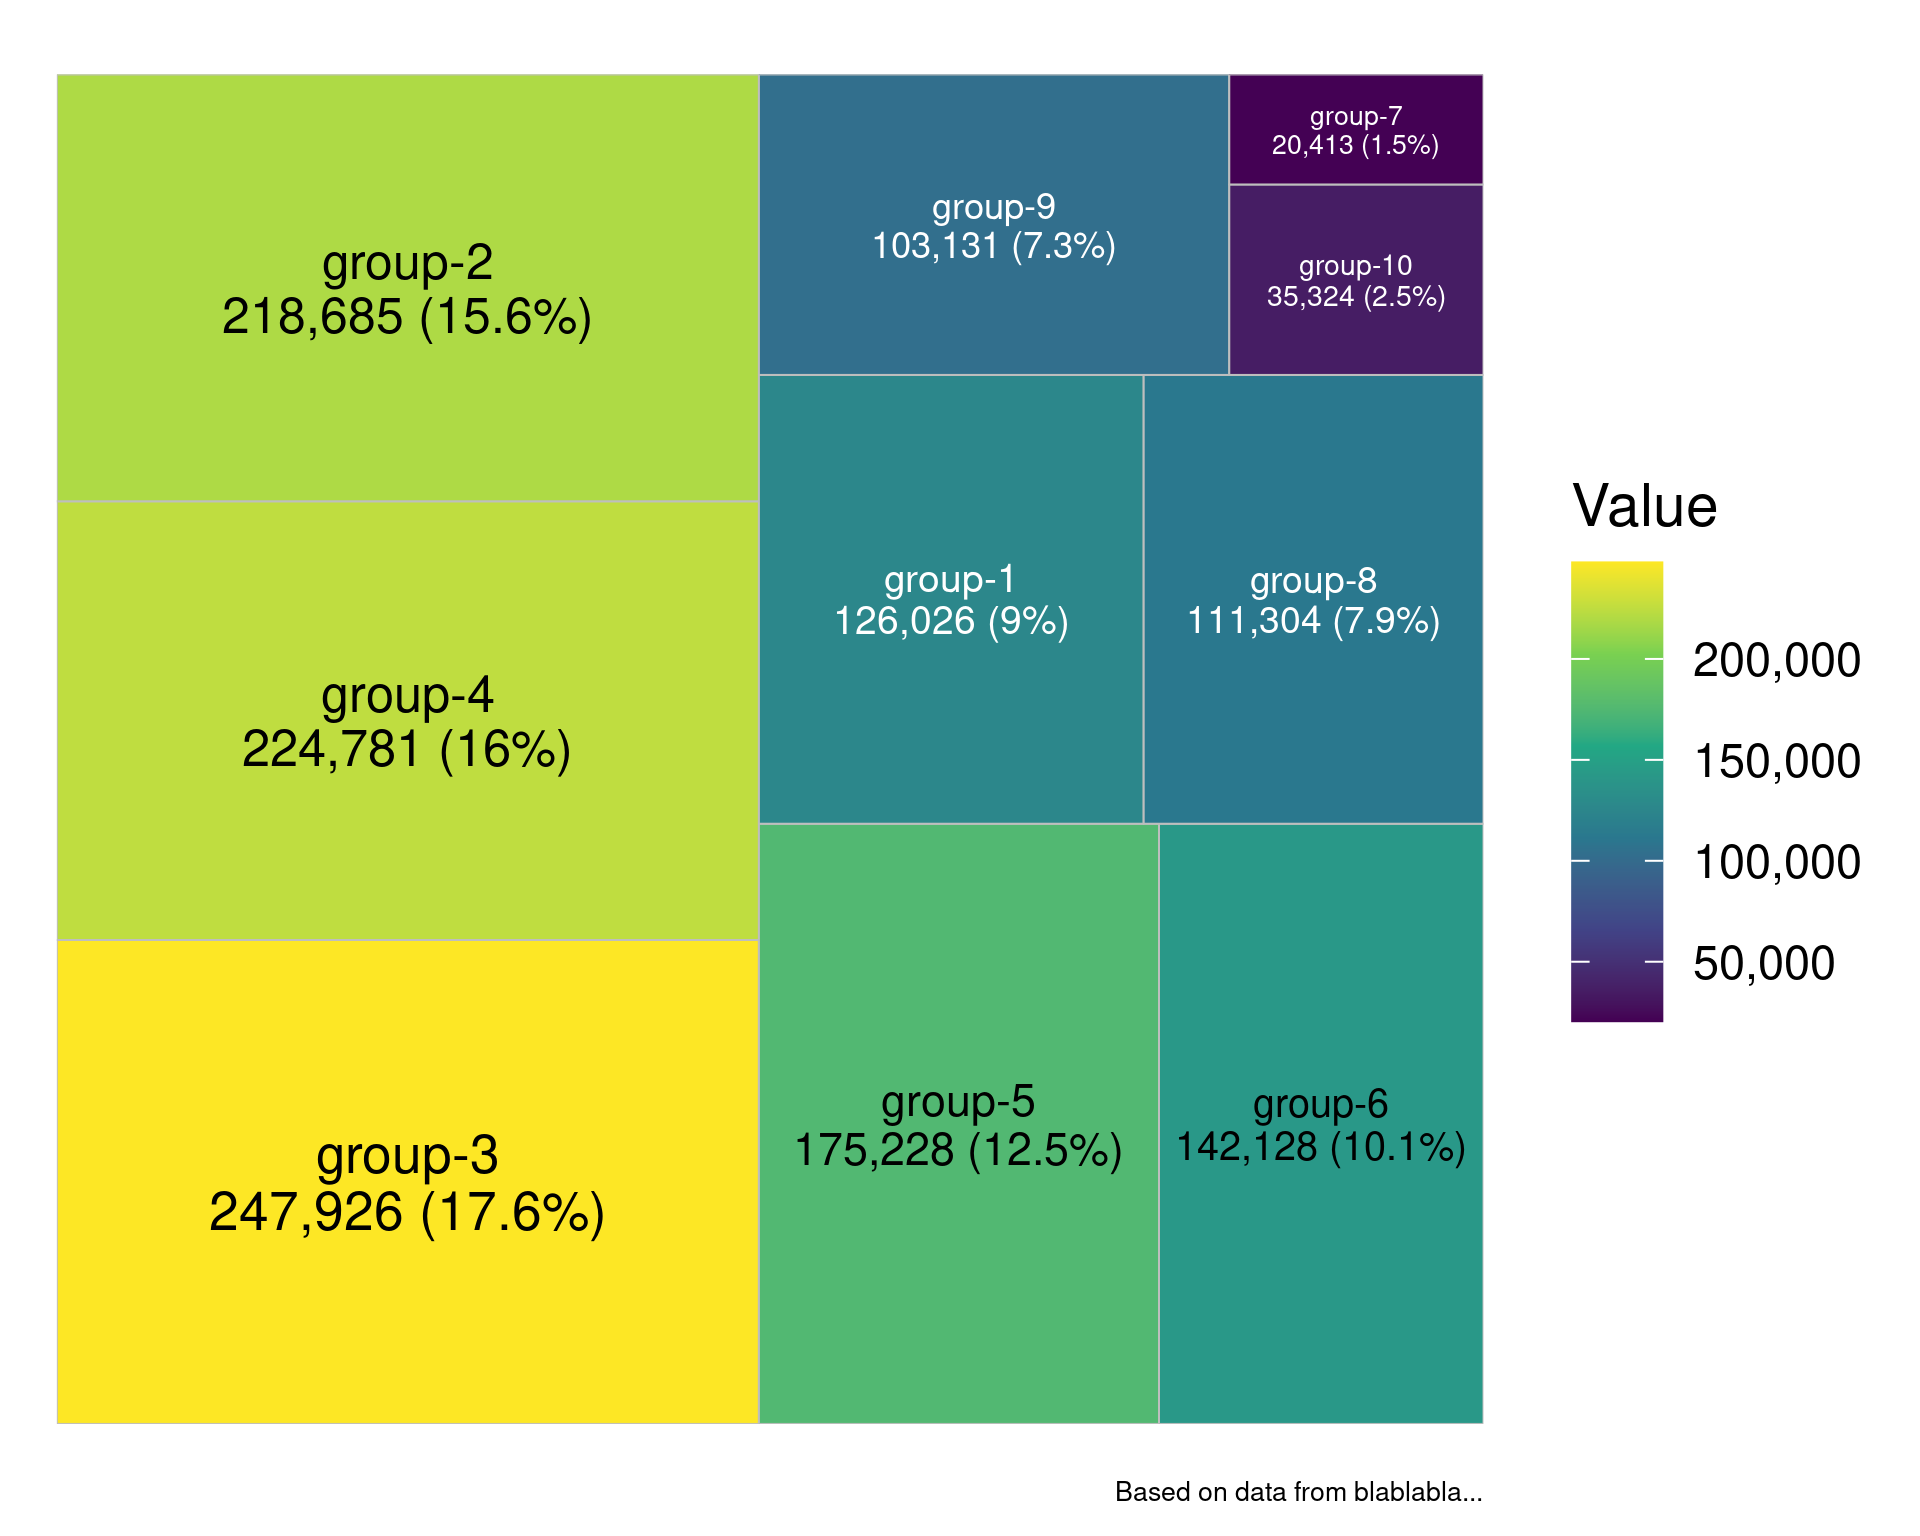 group-2
218,685 (15.6%)
group-4
224,781 (16%)
group-3
247,926 (17.6%)
group-9
103,131 (7.3%)
group-7
20,413 (1.5%)
group-10
35,324 (2.5%)
group-1
126,026 (9%)
group-8
111,304 (7.9%)
group-5
175,228 (12.5%)
group-6
142,128 (10.1%)
Value
200,000
150,000
100,000
50,000
Based on data from blablabla...